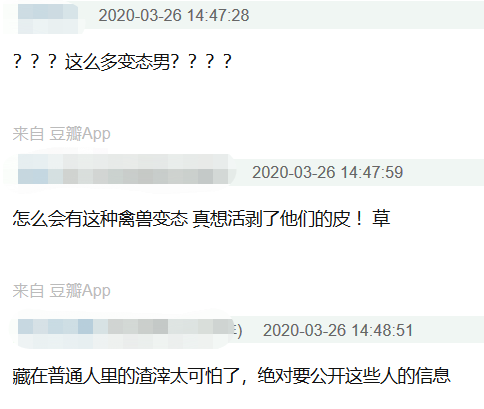 2020-03-26 14:47:28
？？？这么多变态男？？？？
来自 豆瓣App
2020-03-26 14:47:59
怎么会有这种禽兽变态 真想活剥了他们的皮！草
来自 豆瓣App
) 2020-03-26 14:48:51
藏在普通人里的渣滓太可怕了，绝对要公开这些人的信息